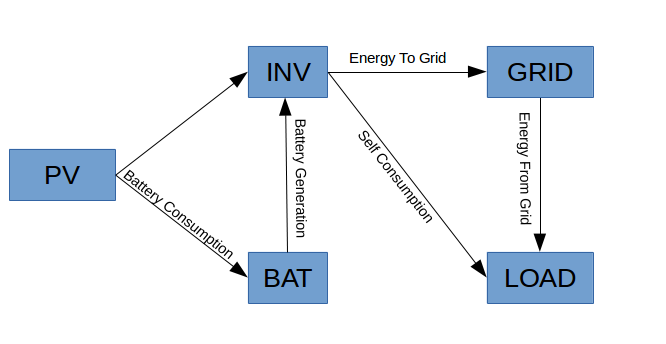 Energy To Grid
INV
GRID
PV
Battery Consumption
Battery Generation
Self Consumption
Energy From Grid
BAT
LOAD